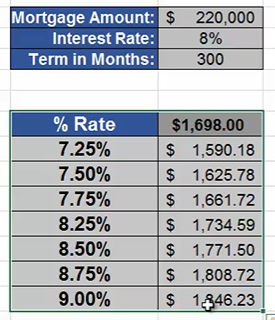 Mortgage Amount: $ 220,000
Interest Rate: 8%
Term in Months: 300
% Rate $1,698.00
7.25% $ 1,590.18
7.50% $ 1,625.78
7.75% $ 1,661.72
8.25% $ 1,734.59
8.50% $ 1,771.50
8.75% $ 1,808.72
9.00% $ 1,846.23